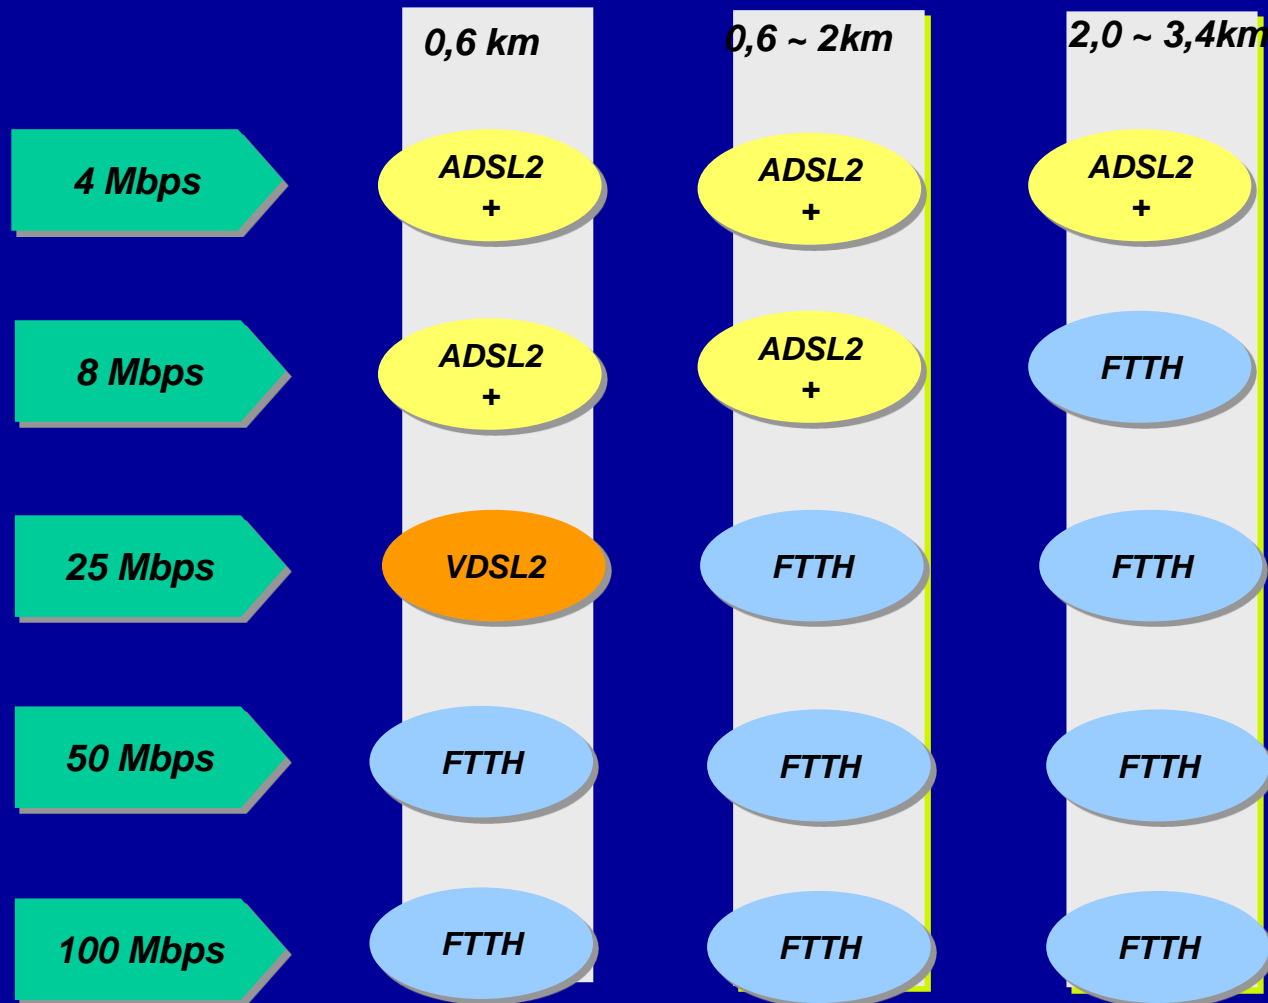 0,6 km
0,6 ~ 2km
2,0 ~ 3,4km
4 Mbps
ADSL2
+
ADSL2
+
ADSL2
+
8 Mbps
ADSL2
+
ADSL2
+
FTTH
25 Mbps
VDSL2
FTTH
FTTH
50 Mbps
FTTH
FTTH
FTTH
100 Mbps
FTTH
FTTH
FTTH